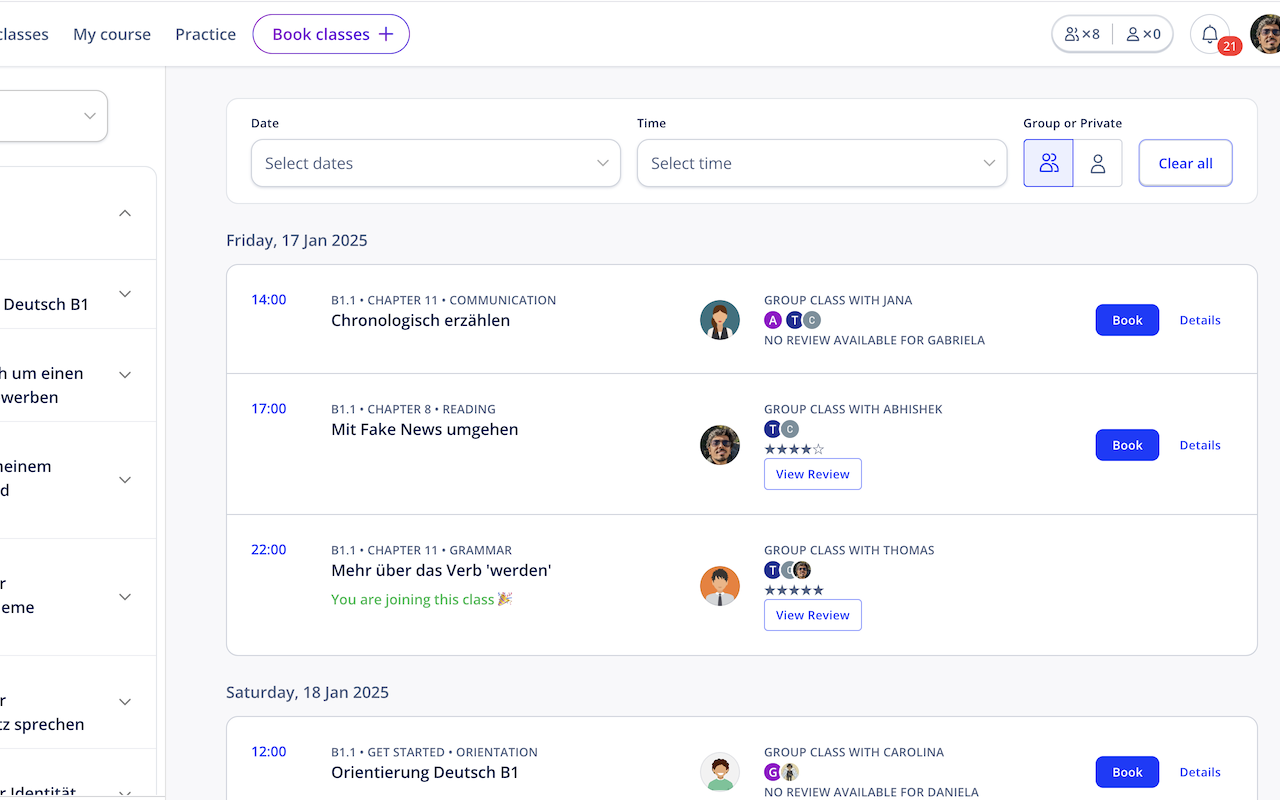 classes My course Practice Book classes +
×8 ×0 21
Deutsch B1
h um einen
werben
neinem
d
r
eme
r
tz sprechen
r Identität
Date Time Group or Private
Select dates Select time Clear all
Friday, 17 Jan 2025
14:00 B1.1 • CHAPTER 11 • COMMUNICATION GROUP CLASS WITH JANA
Chronologisch erzählen A T C Book Details
NO REVIEW AVAILABLE FOR GABRIELA
17:00 B1.1 • CHAPTER 8 • READING GROUP CLASS WITH ABHISHEK
Mit Fake News umgehen T C
★★★★☆ Book Details
View Review
22:00 B1.1 • CHAPTER 11 • GRAMMAR GROUP CLASS WITH THOMAS
Mehr über das Verb 'werden' T C
You are joining this class 🎉 ★★★★★
View Review
Saturday, 18 Jan 2025
12:00 B1.1 • GET STARTED • ORIENTATION GROUP CLASS WITH CAROLINA
Orientierung Deutsch B1 G Book Details
NO REVIEW AVAILABLE FOR DANIELA